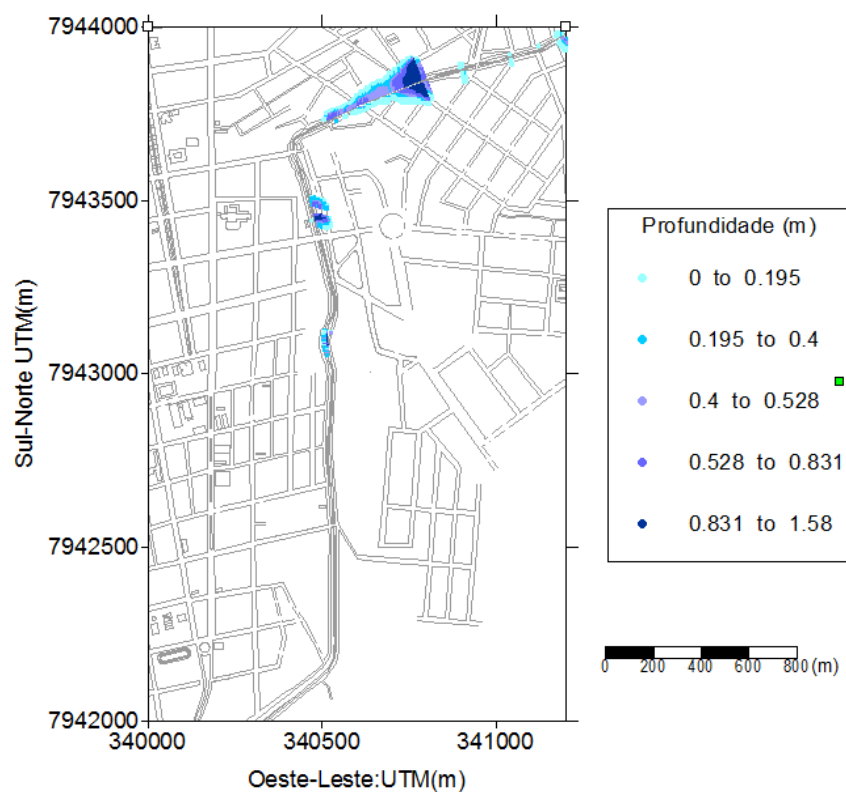 7944000
7943500
7943000
7942500
7942000
340000 340500 341000
Sul-Norte UTM(m)
Oeste-Leste:UTM(m)
Profundidade (m)
0 to 0.195
0.195 to 0.4
0.4 to 0.528
0.528 to 0.831
0.831 to 1.58
0 200 400 600 800 (m)